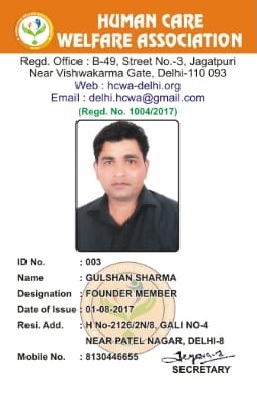 HUMAN CARE
WELFARE ASSOCIATION
Regd. Office : B-49, Street No.-3, Jagatpuri
Near Vishwakarma Gate, Delhi-110 093
Web : hcwa-delhi.org
Email : delhi.hcwa@gmail.com
(Regd. No. 1004/2017)
ID No. : 003
Name : GULSHAN SHARMA
Designation : FOUNDER MEMBER
Date of Issue : 01-08-2017
Resi. Add. : H No-2126/2N/8, GALI NO-4
NEAR PATEL NAGAR, DELHI-8
Mobile No. : 8130446655
SECRETARY